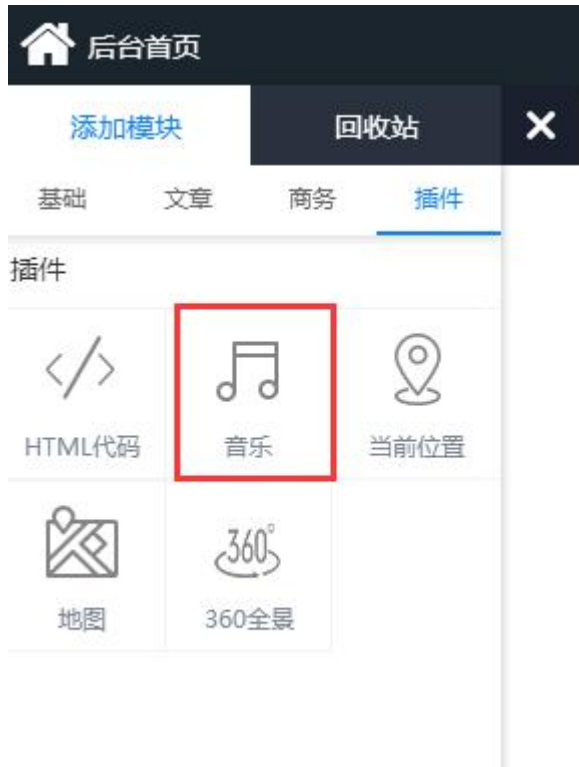 后台首页
添加模块 回收站
基础 文章 商务 插件
插件
HTML代码 音乐 当前位置
360°
地图 360全景